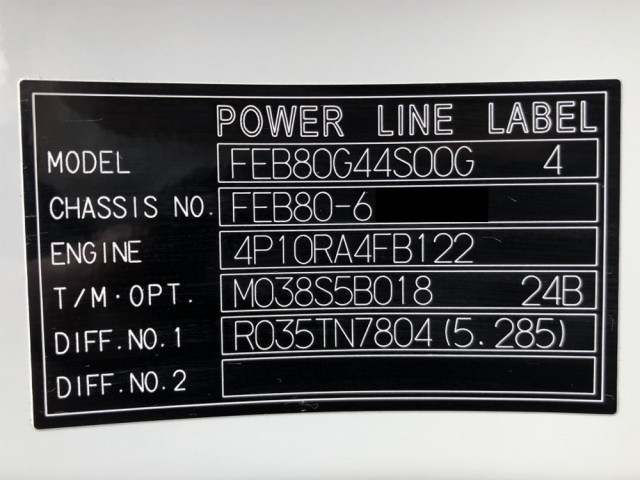 POWER LINE LABEL
MODEL FEB80G44S00G 4
CHASSIS NO. FEB80-6
ENGINE 4P10RA4FB122
T/M·OPT. M038S5B018 24B
DIFF.NO.1 R035TN7804(5.285)
DIFF.NO.2